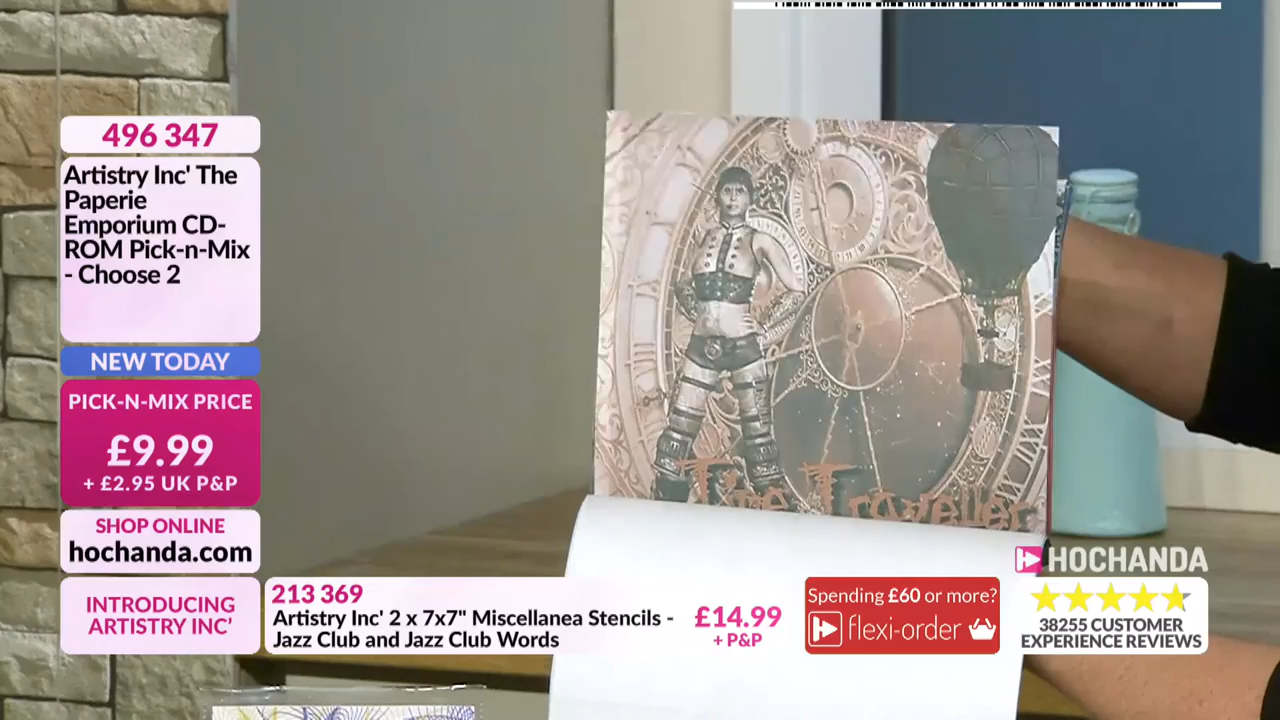 496 347
Artistry Inc' The
Paperie
Emporium CD-
ROM Pick-n-Mix
- Choose 2
NEW TODAY
PICK-N-MIX PRICE
£9.99
+ £2.95 UK P&P
SHOP ONLINE
hochanda.com
INTRODUCING
ARTISTRY INC'
213 369
Artistry Inc' 2 x 7x7" Miscellanea Stencils -
Jazz Club and Jazz Club Words
£14.99
+ P&P
Spending £60 or more?
flexi-order
HOCHANDA
38255 CUSTOMER
EXPERIENCE REVIEWS
Time Traveller